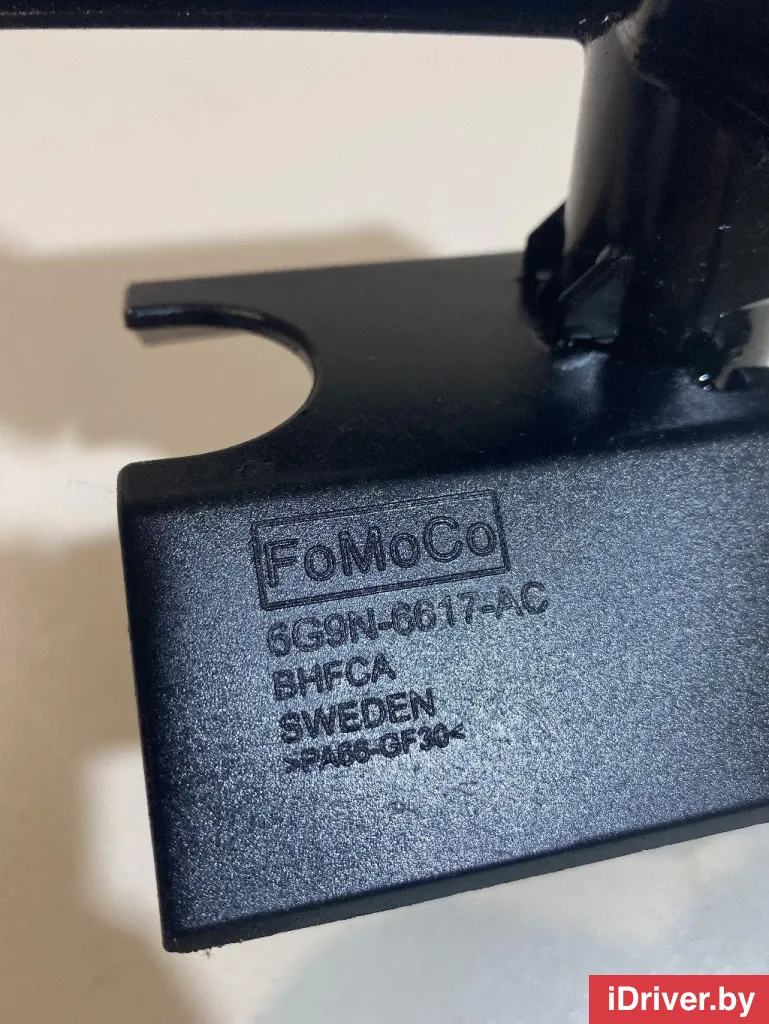 FoMoCo
6G9N-6617-AC
BHFCA
SWEDEN
>PA66-GF30<
iDriver.by